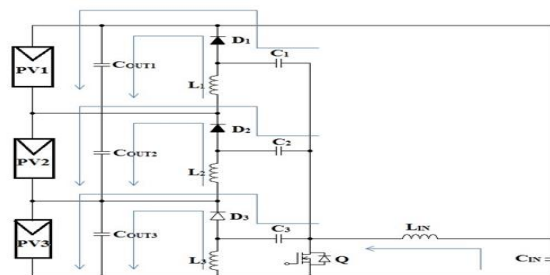 D1
C1
PV1
COUT1
L1
D2
C2
PV2
COUT2
L2
D3
LIN
PV3
COUT3
C3
Q
CIN =
L3